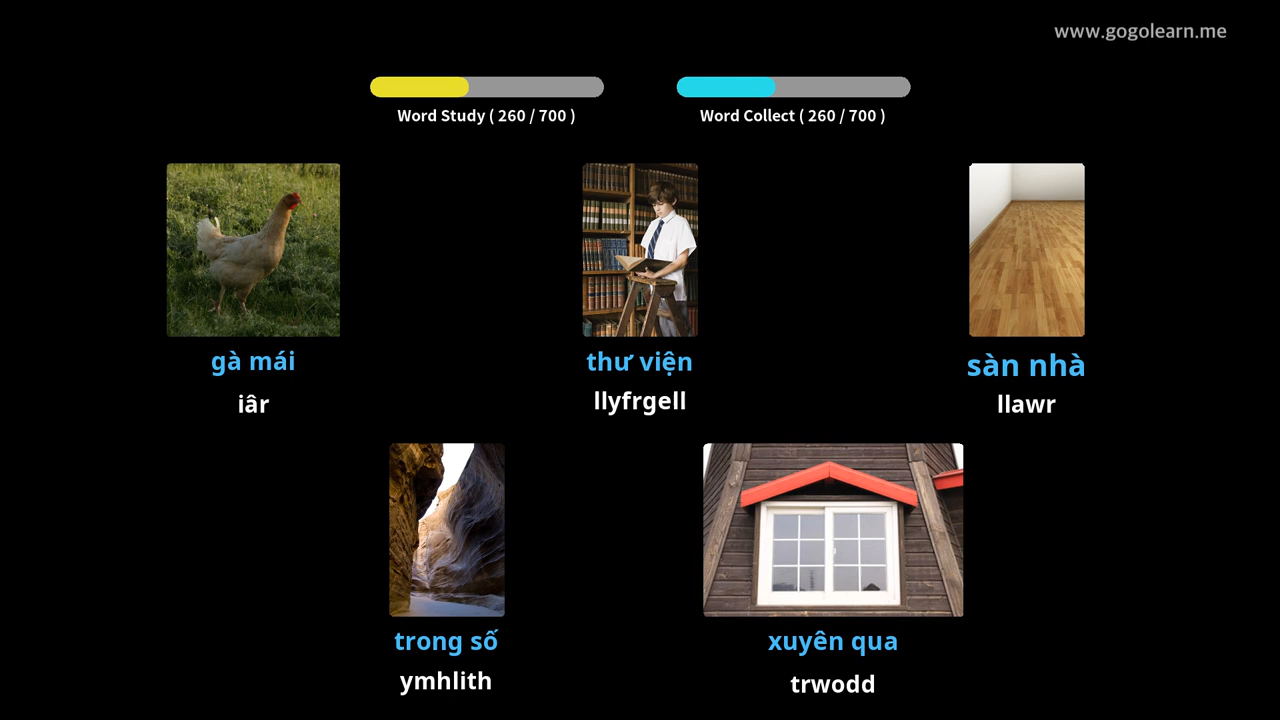 www.gogolearn.me
Word Study ( 260 / 700 )
Word Collect ( 260 / 700 )
gà mái
thư viện
sàn nhà
iâr
llyfrgell
llawr
trong số
xuyên qua
ymhlith
trwodd